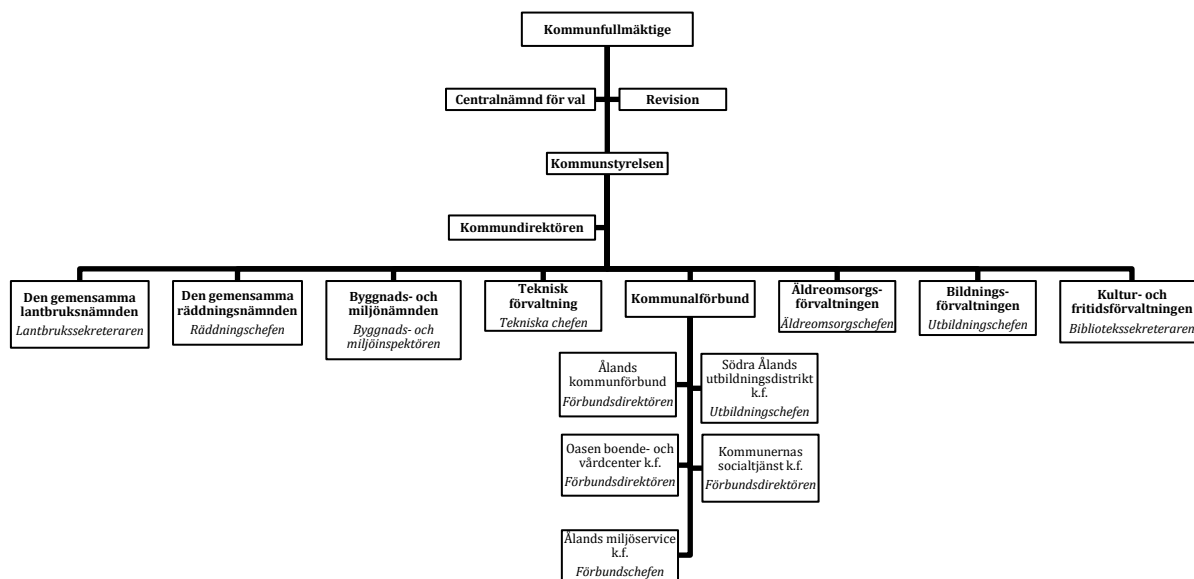 Kommunfullmäktige
Centralnämnd för val
Revision
Kommunstyrelsen
Kommundirektören
Den gemensamma
lantbruksnämnden
Lantbrukssekreteraren
Den gemensamma
räddningsnämnden
Räddningschefen
Byggnads- och
miljönämnden
Byggnads- och
miljöinspektören
Teknisk
förvaltning
Tekniska chefen
Kommunalförbund
Äldreomsorgs-
förvaltningen
Äldreomsorgschefen
Bildnings-
förvaltningen
Utbildningschefen
Kultur- och
fritidsförvaltningen
Bibliotekssekreteraren
Ålands
kommunförbund
Förbundsdirektören
Södra Ålands
utbildningsdistrikt
k.f.
Utbildningschefen
Oasen boende- och
vårdcenter k.f.
Förbundsdirektören
Kommunernas
socialtjänst k.f.
Förbundsdirektören
Ålands miljöservice
k.f.
Förbundschefen